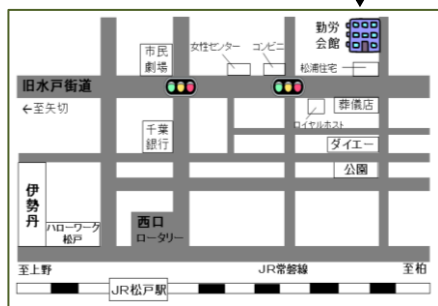 勤労
会館
市民
劇場
女性センター
コンビニ
松浦住宅
旧水戸街道
←至矢切
ロイヤルホスト
葬儀店
千葉
銀行
ダイエー
公園
伊勢丹
ハローワーク
松戸
西口
ロータリー
至上野
JR常磐線
至柏
JR松戸駅